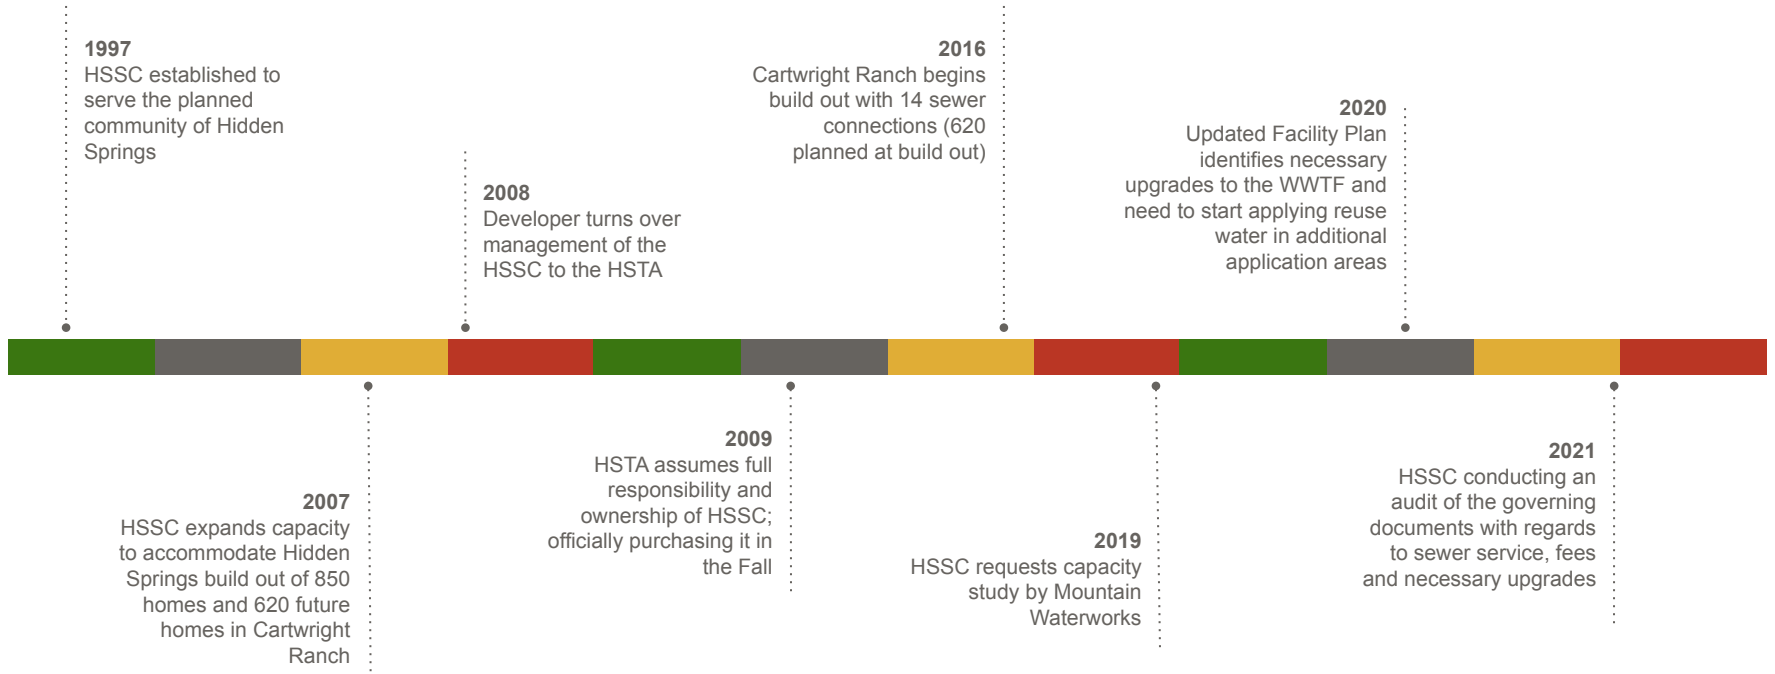 1997
HSSC established to
serve the planned
community of Hidden
Springs
2007
HSSC expands capacity
to accommodate Hidden
Springs build out of 850
homes and 620 future
homes in Cartwright
Ranch
2008
Developer turns over
management of the
HSSC to the HSTA
2009
HSTA assumes full
responsibility and
ownership of HSSC;
officially purchasing it in
the Fall
2016
Cartwright Ranch begins
build out with 14 sewer
connections (620
planned at build out)
2019
HSSC requests capacity
study by Mountain
Waterworks
2020
Updated Facility Plan
identifies necessary
upgrades to the WWTF and
need to start applying reuse
water in additional
application areas
2021
HSSC conducting an
audit of the governing
documents with regards
to sewer service, fees
and necessary upgrades